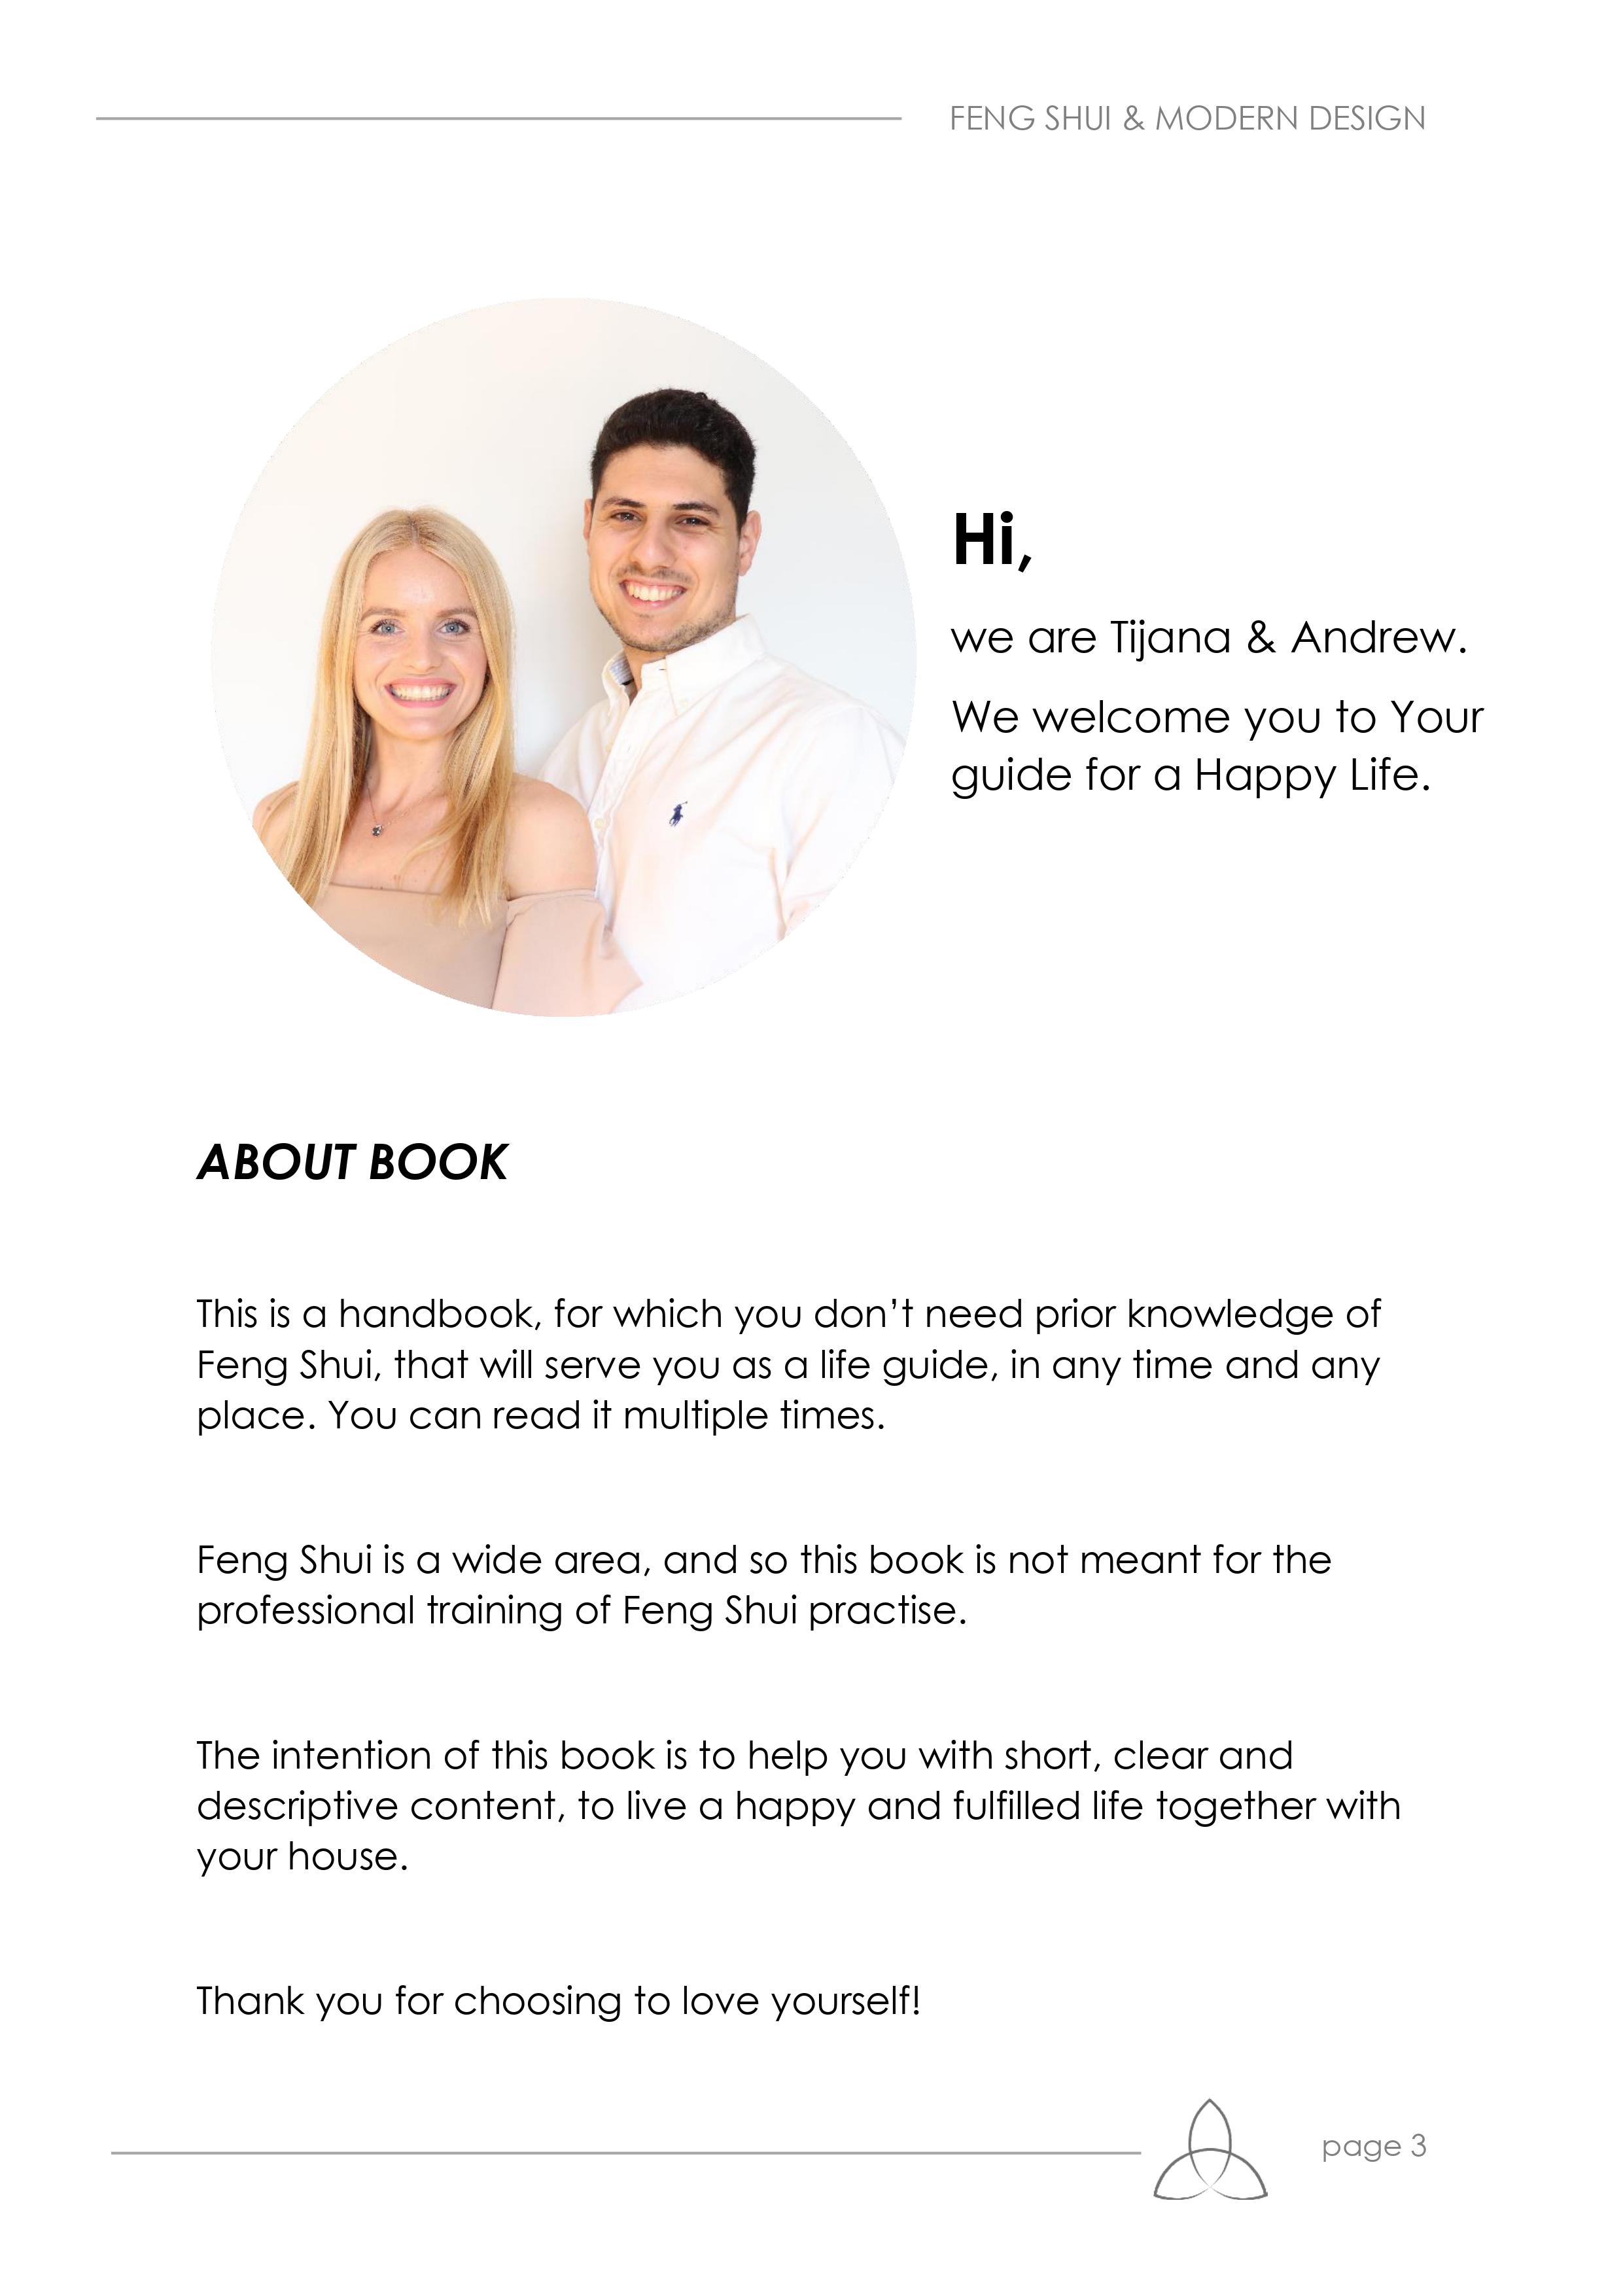 FENG SHUI & MODERN DESIGN
Hi,
we are Tijana & Andrew.
We welcome you to Your
guide for a Happy Life.
ABOUT BOOK
This is a handbook, for which you don’t need prior knowledge of
Feng Shui, that will serve you as a life guide, in any time and any
place. You can read it multiple times.
Feng Shui is a wide area, and so this book is not meant for the
professional training of Feng Shui practise.
The intention of this book is to help you with short, clear and
descriptive content, to live a happy and fulfilled life together with
your house.
Thank you for choosing to love yourself!
page 3